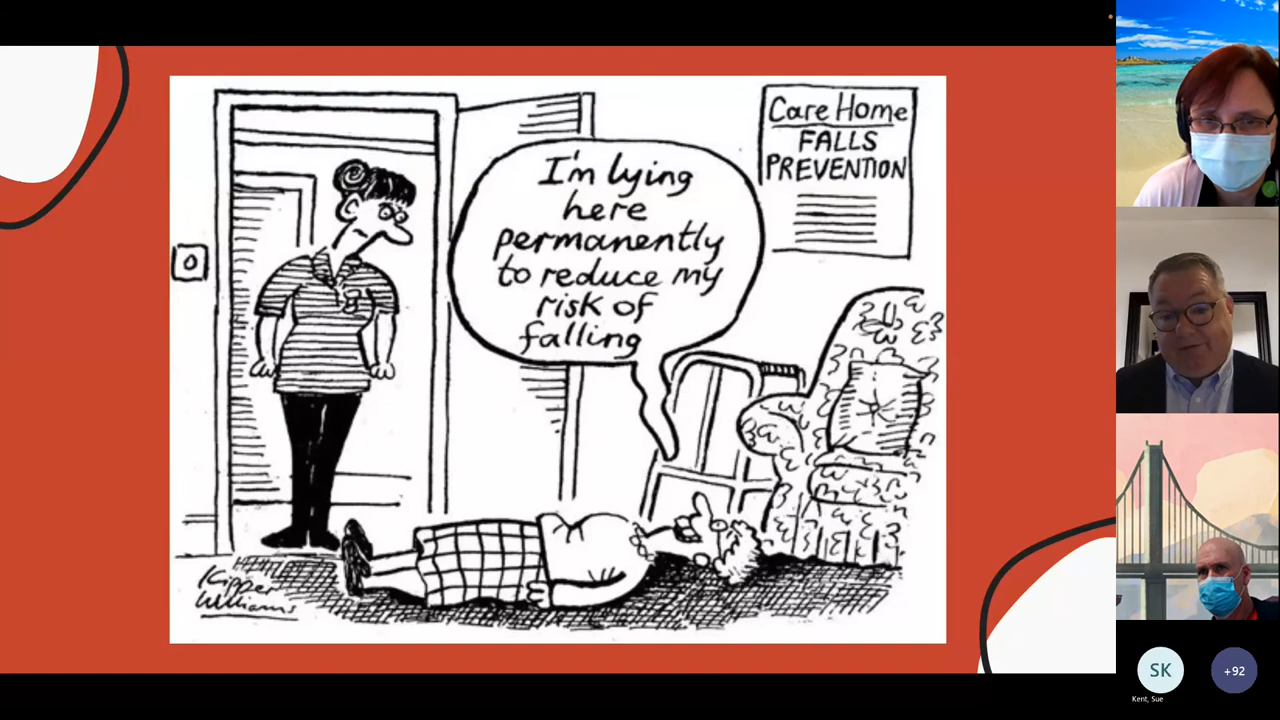 Care Home
FALLS
PREVENTION
I'm lying
here
permanently
to reduce my
risk of
falling
O
Kipper
Williams
SK
+92
Kent, Sue